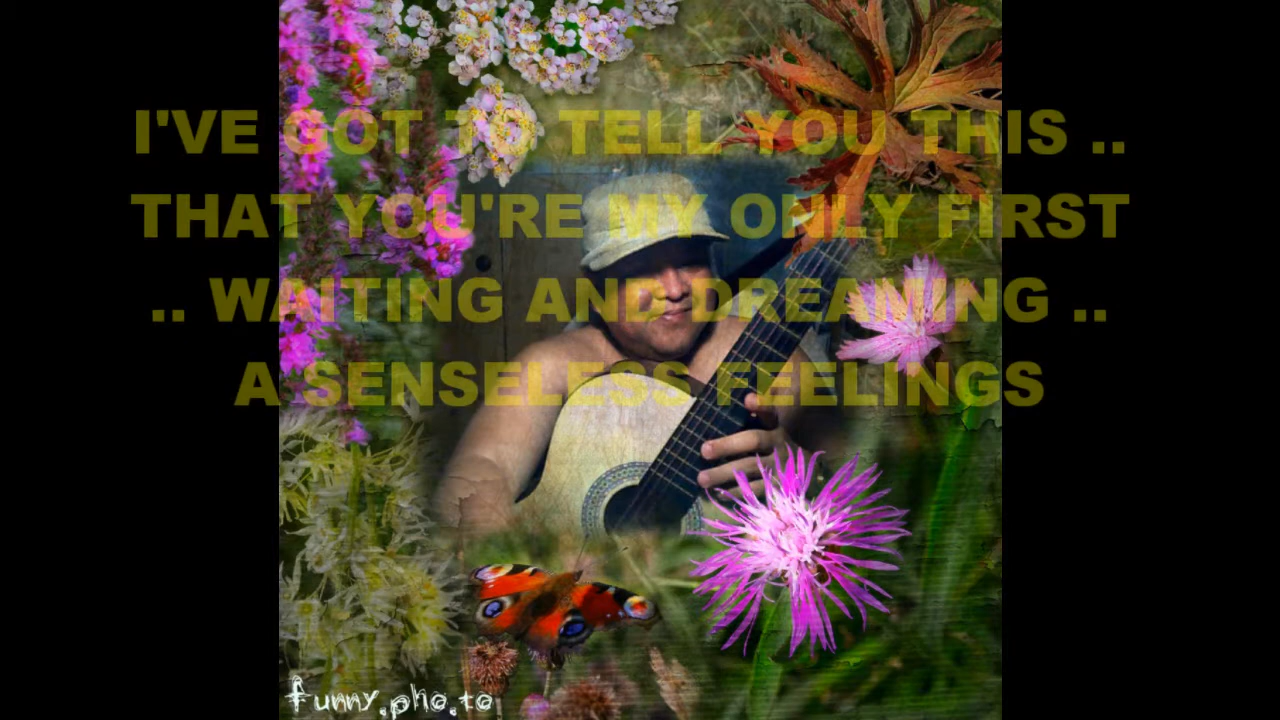 I'VE GOT TO TELL YOU THIS ..
THAT YOU'RE MY ONLY FIRST
.. WAITING AND DREAMING ..
A SENSELESS FEELINGS
funny.pho.to